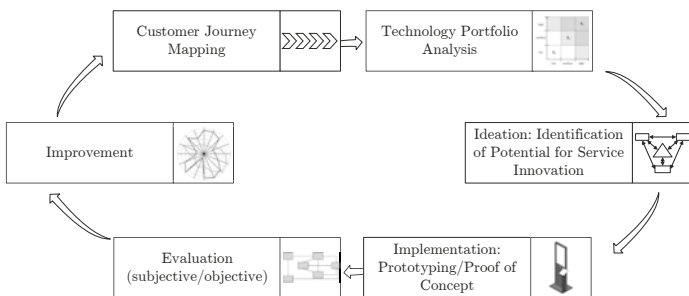 Customer Journey
Mapping
Technology Portfolio
Analysis
Ideation: Identification
of Potential for Service
Innovation
Implementation:
Prototyping/Proof of
Concept
Evaluation
(subjective/objective)
Improvement